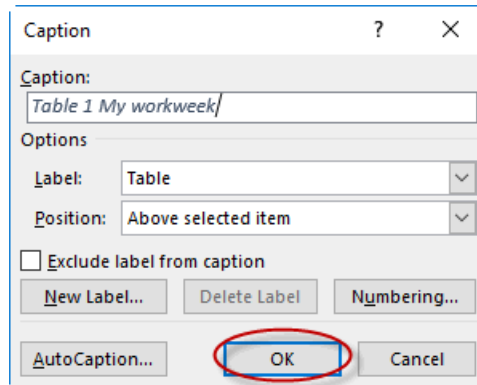 Caption ?
Caption:
Table 1 My workweek
Options
Label: Table
Position: Above selected item
Exclude label from caption
New Label... Delete Label Numbering...
AutoCaption... OK Cancel